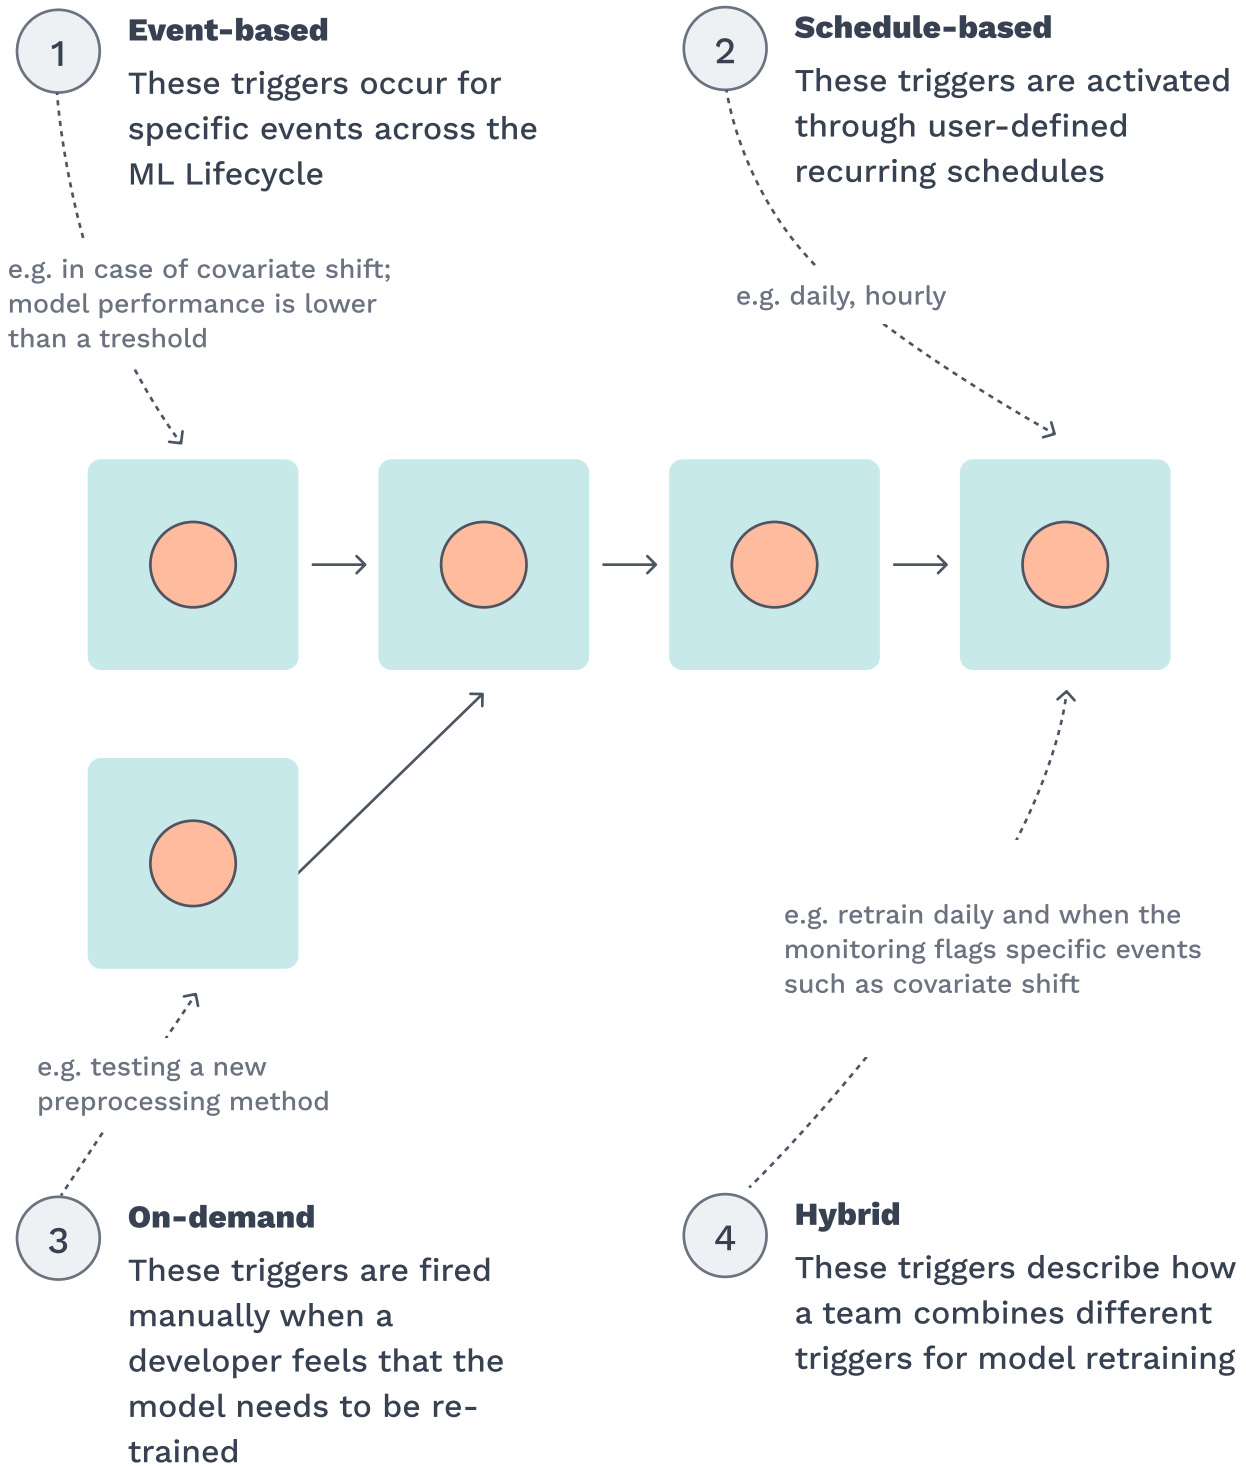 1
Event-based
These triggers occur for
specific events across the
ML Lifecycle
e.g. in case of covariate shift;
model performance is lower
than a treshold
2
Schedule-based
These triggers are activated
through user-defined
recurring schedules
e.g. daily, hourly
e.g. testing a new
preprocessing method
3
On-demand
These triggers are fired
manually when a
developer feels that the
model needs to be re-
trained
e.g. retrain daily and when the
monitoring flags specific events
such as covariate shift
4
Hybrid
These triggers describe how
a team combines different
triggers for model retraining